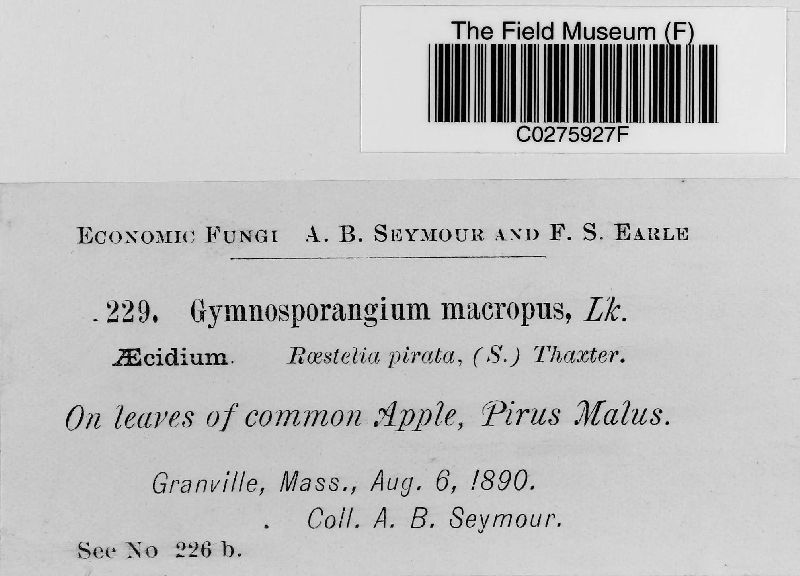 The Field Museum (F)
C0275927F
ECONOMIC FUNGI A. B. SEYMOUR AND F. S. EARLE
229. Gymnosporangium macropus, Lk.
Æcidium. Rœstelia pirata, (S.) Thaxter.
On leaves of common Apple, Pirus Malus.
Granville, Mass., Aug. 6, 1890.
Coll. A. B. Seymour.
See No 226 b.